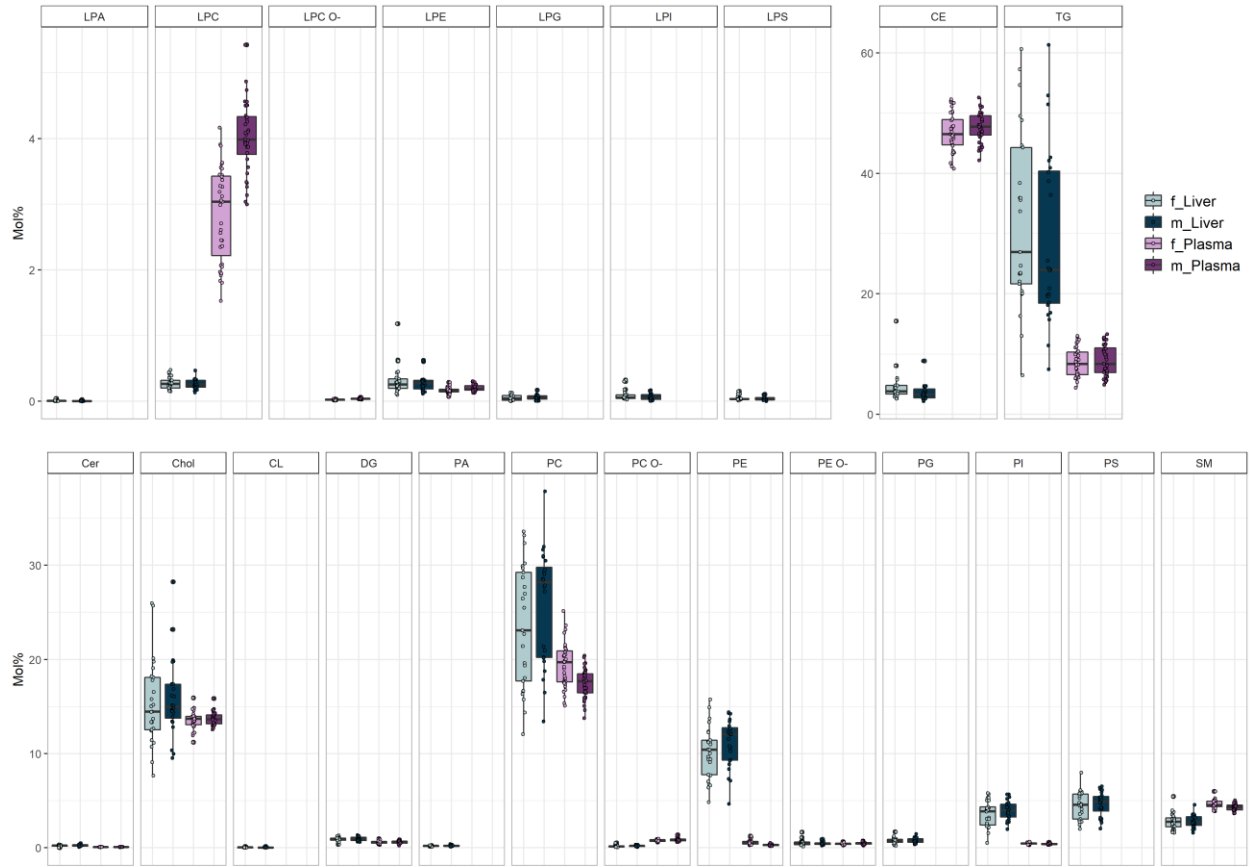 LPA LPC LPC O- LPE LPG LPI LPS CE TG
Mol%
4
2
0
60
40
20
0
f_Liver
m_Liver
f_Plasma
m_Plasma
Cer Chol CL DG PA PC PC O- PE PE O- PG PI PS SM
Mol%
30
20
10
0